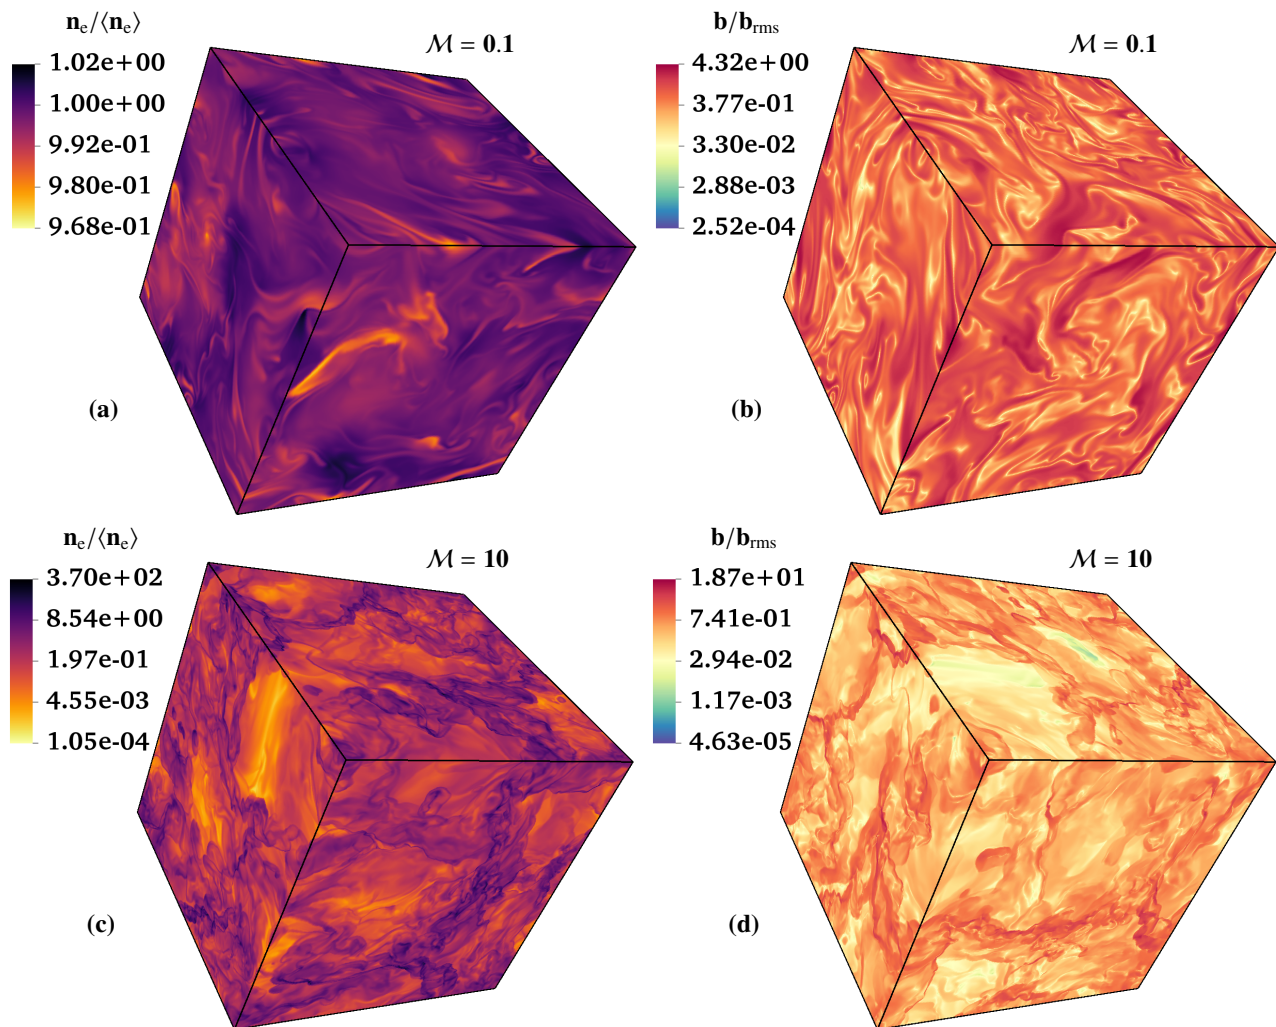 n_e/⟨n_e⟩
ℳ = 0.1
1.02e+00
1.00e+00
9.92e-01
9.80e-01
9.68e-01
(a)
b/b_rms
ℳ = 0.1
4.32e+00
3.77e-01
3.30e-02
2.88e-03
2.52e-04
(b)
n_e/⟨n_e⟩
ℳ = 10
3.70e+02
8.54e+00
1.97e-01
4.55e-03
1.05e-04
(c)
b/b_rms
ℳ = 10
1.87e+01
7.41e-01
2.94e-02
1.17e-03
4.63e-05
(d)